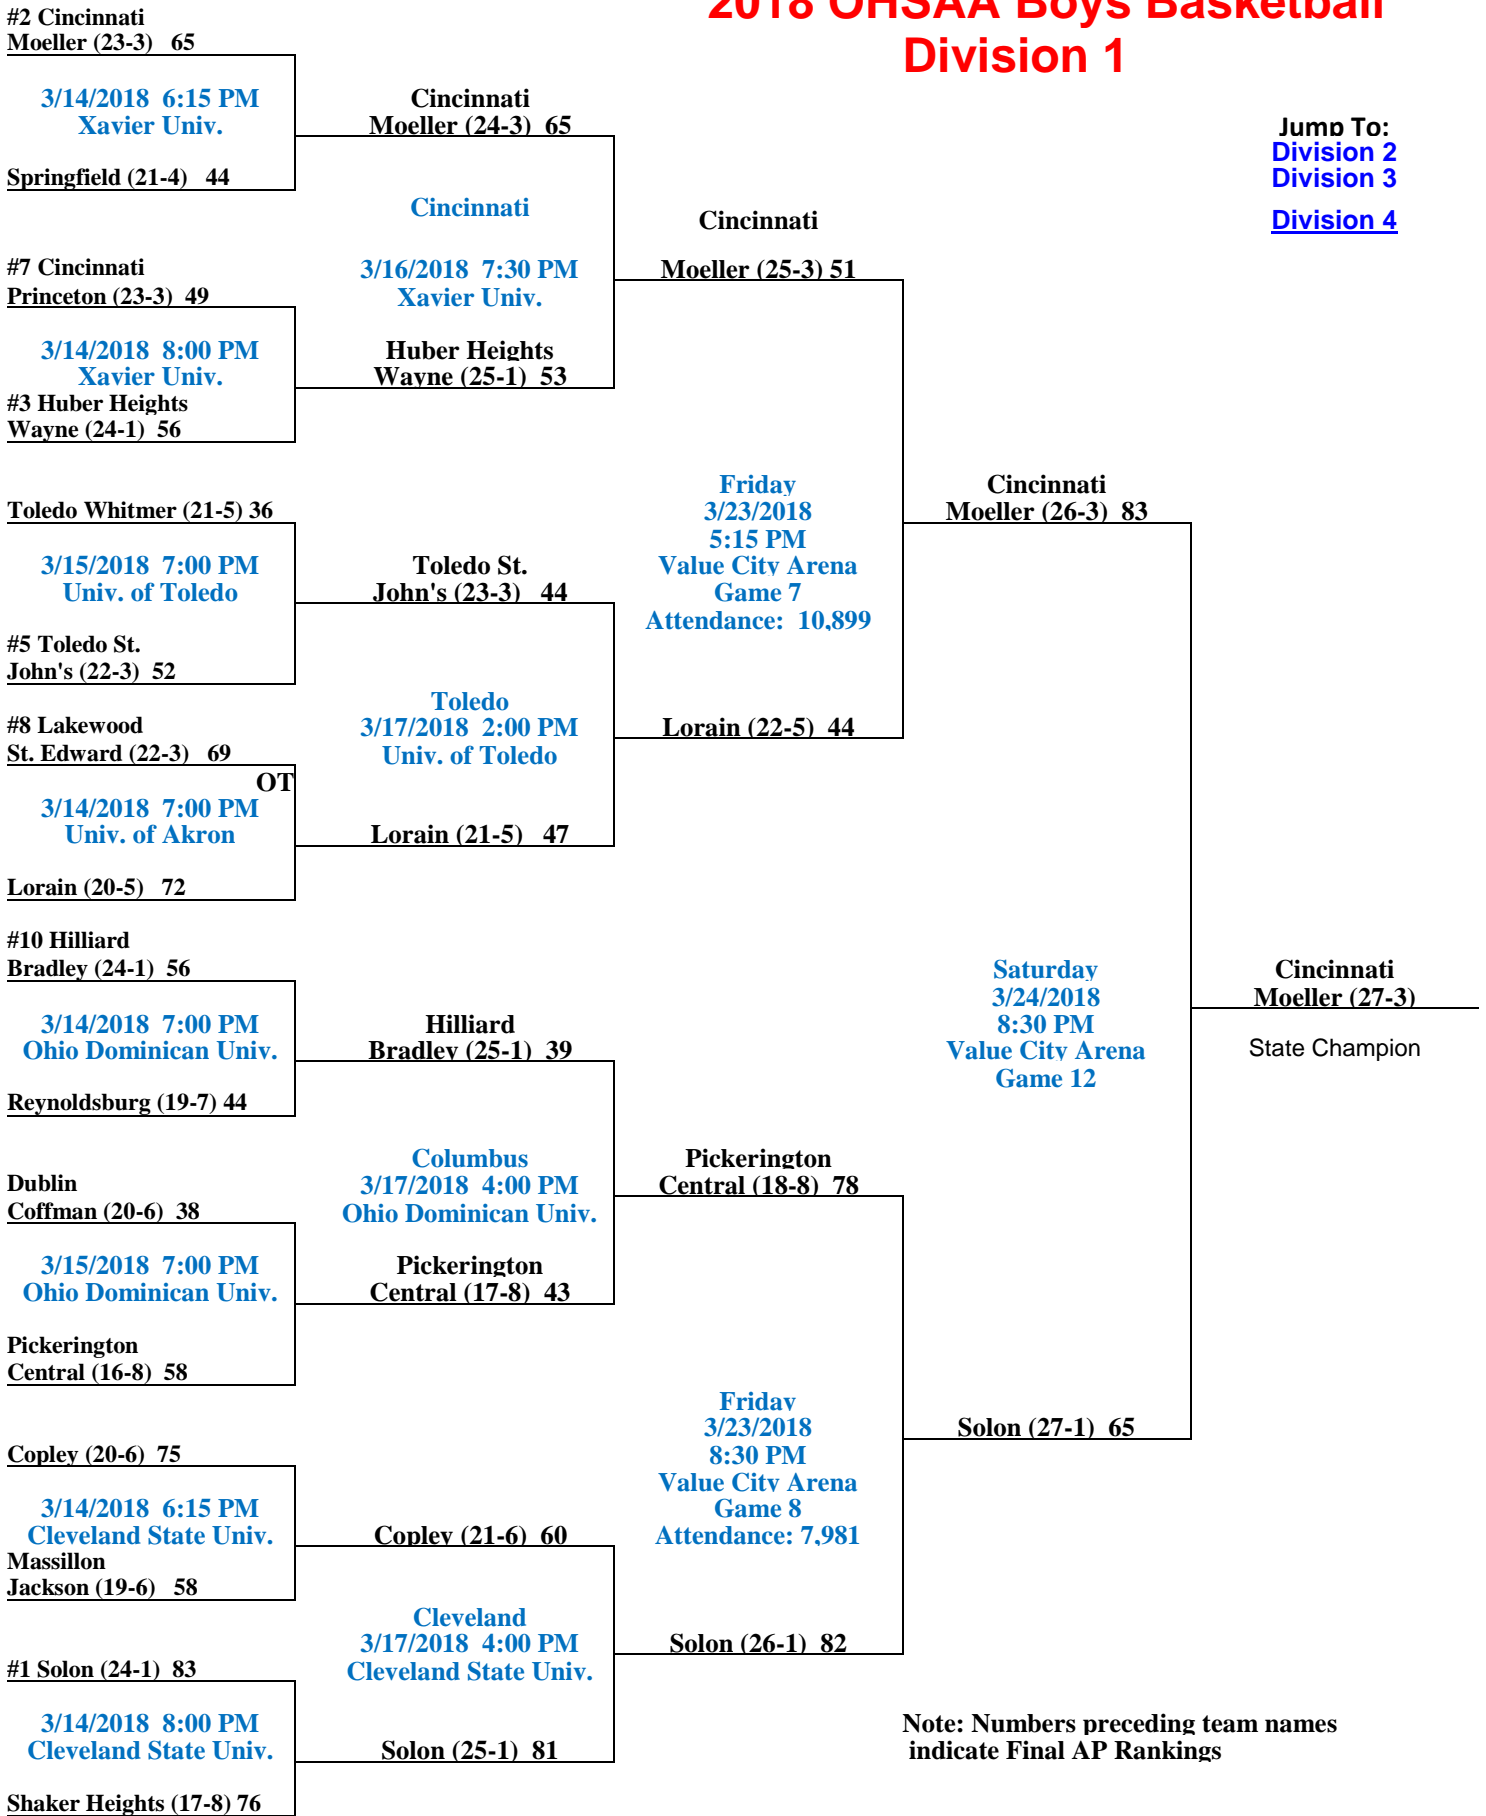 2018 OHSAA Boys Basketball
Division 1
Jump To:
Division 2
Division 3
Division 4
#2 Cincinnati
Moeller (23-3) 65
3/14/2018 6:15 PM
Xavier Univ.
Springfield (21-4) 44
#7 Cincinnati
Princeton (23-3) 49
3/14/2018 8:00 PM
Xavier Univ.
#3 Huber Heights
Wayne (24-1) 56
Toledo Whitmer (21-5) 36
3/15/2018 7:00 PM
Univ. of Toledo
#5 Toledo St.
John's (22-3) 52
#8 Lakewood
St. Edward (22-3) 69
OT
3/14/2018 7:00 PM
Univ. of Akron
Lorain (20-5) 72
#10 Hilliard
Bradley (24-1) 56
3/14/2018 7:00 PM
Ohio Dominican Univ.
Reynoldsburg (19-7) 44
Dublin
Coffman (20-6) 38
3/15/2018 7:00 PM
Ohio Dominican Univ.
Pickerington
Central (16-8) 58
Copley (20-6) 75
3/14/2018 6:15 PM
Cleveland State Univ.
Massillon
Jackson (19-6) 58
#1 Solon (24-1) 83
3/14/2018 8:00 PM
Cleveland State Univ.
Shaker Heights (17-8) 76
Cincinnati
Moeller (24-3) 65
Cincinnati
3/16/2018 7:30 PM
Xavier Univ.
Huber Heights
Wayne (25-1) 53
Toledo St.
John's (23-3) 44
Toledo
3/17/2018 2:00 PM
Univ. of Toledo
Lorain (21-5) 47
Hilliard
Bradley (25-1) 39
Columbus
3/17/2018 4:00 PM
Ohio Dominican Univ.
Pickerington
Central (17-8) 43
Copley (21-6) 60
Cleveland
3/17/2018 4:00 PM
Cleveland State Univ.
Solon (25-1) 81
Cincinnati
Moeller (25-3) 51
Friday
3/23/2018
5:15 PM
Value City Arena
Game 7
Attendance: 10,899
Lorain (22-5) 44
Pickerington
Central (18-8) 78
Friday
3/23/2018
8:30 PM
Value City Arena
Game 8
Attendance: 7,981
Solon (26-1) 82
Cincinnati
Moeller (26-3) 83
Saturday
3/24/2018
8:30 PM
Value City Arena
Game 12
Solon (27-1) 65
Cincinnati
Moeller (27-3)
State Champion
Note: Numbers preceding team names
indicate Final AP Rankings